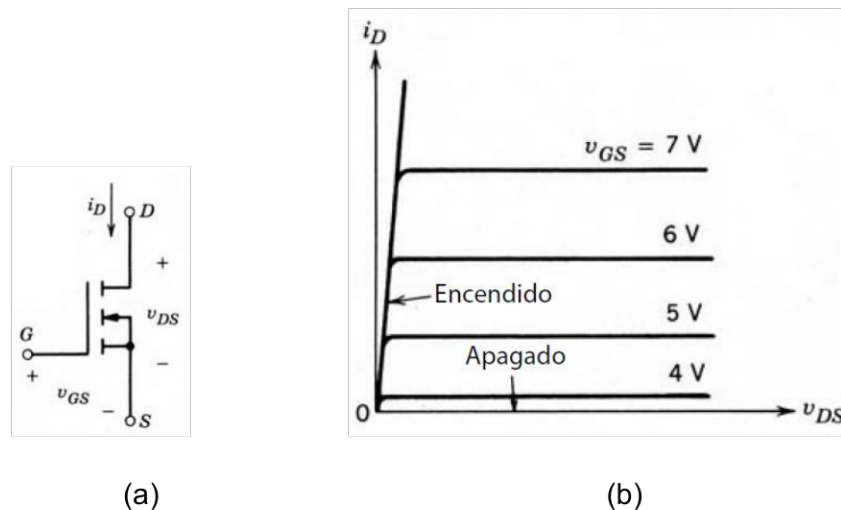 i_D
D
+
v_DS
G
+
−
v_GS
−
S
(a)
i_D
v_GS = 7 V
6 V
Encendido
5 V
Apagado
4 V
0
v_DS
(b)